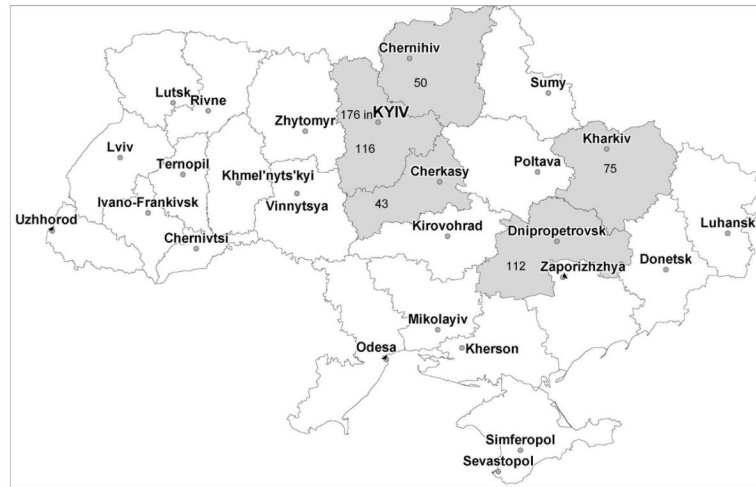 Chernihiv
50
Sumy
Lutsk
Rivne
176 in KYIV
Zhytomyr
116
Kharkiv
75
Lviv
Ternopil
Khmel'nyts'kyi
Cherkasy
Poltava
Ivano-Frankivsk
Vinnytsya
43
Uzhhorod
Chernivtsi
Kirovohrad
Dnipropetrovsk
Luhansk
112
Zaporizhzhya
Donetsk
Mikolayiv
Odesa
Kherson
Simferopol
Sevastopol